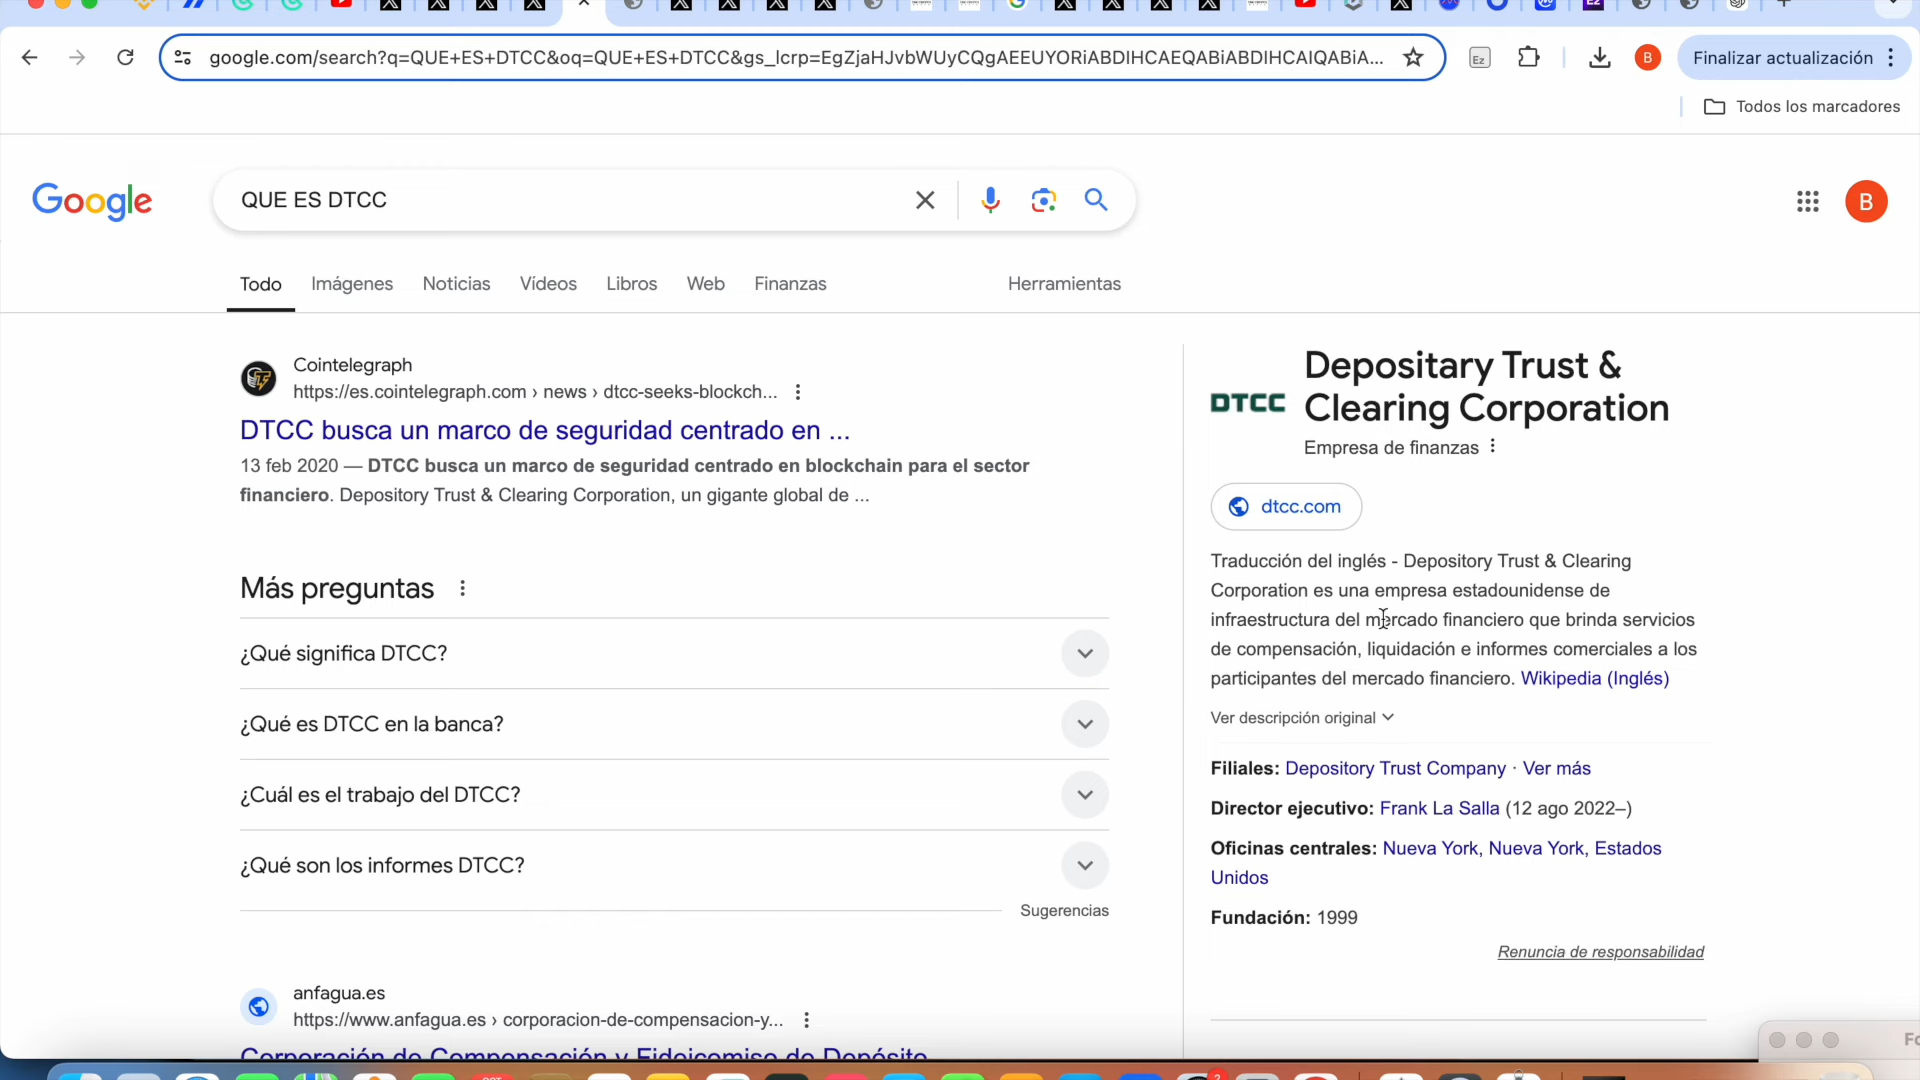 google.com/search?q=QUE+ES+DTCC&oq=QUE+ES+DTCC&gs_lcrp=EgZjaHJvbWUyCQgAEEUYORiABDIHCAEQABiABDIHCAIQABiA...
Ez
B
Finalizar actualización
Todos los marcadores
Google
QUE ES DTCC
B
Todo
Imágenes
Noticias
Vídeos
Libros
Web
Finanzas
Herramientas
Cointelegraph
https://es.cointelegraph.com › news › dtcc-seeks-blockch...
DTCC busca un marco de seguridad centrado en ...
13 feb 2020 — DTCC busca un marco de seguridad centrado en blockchain para el sector
financiero. Depository Trust & Clearing Corporation, un gigante global de ...
Más preguntas
¿Qué significa DTCC?
¿Qué es DTCC en la banca?
¿Cuál es el trabajo del DTCC?
¿Qué son los informes DTCC?
Sugerencias
anfagua.es
https://www.anfagua.es › corporacion-de-compensacion-y...
Corporación de Compensación y Fideicomiso de Depósito
DTCC
Depositary Trust &
Clearing Corporation
Empresa de finanzas
dtcc.com
Traducción del inglés - Depository Trust & Clearing
Corporation es una empresa estadounidense de
infraestructura del mercado financiero que brinda servicios
de compensación, liquidación e informes comerciales a los
participantes del mercado financiero. Wikipedia (Inglés)
Ver descripción original
Filiales: Depository Trust Company · Ver más
Director ejecutivo: Frank La Salla (12 ago 2022–)
Oficinas centrales: Nueva York, Nueva York, Estados
Unidos
Fundación: 1999
Renuncia de responsabilidad